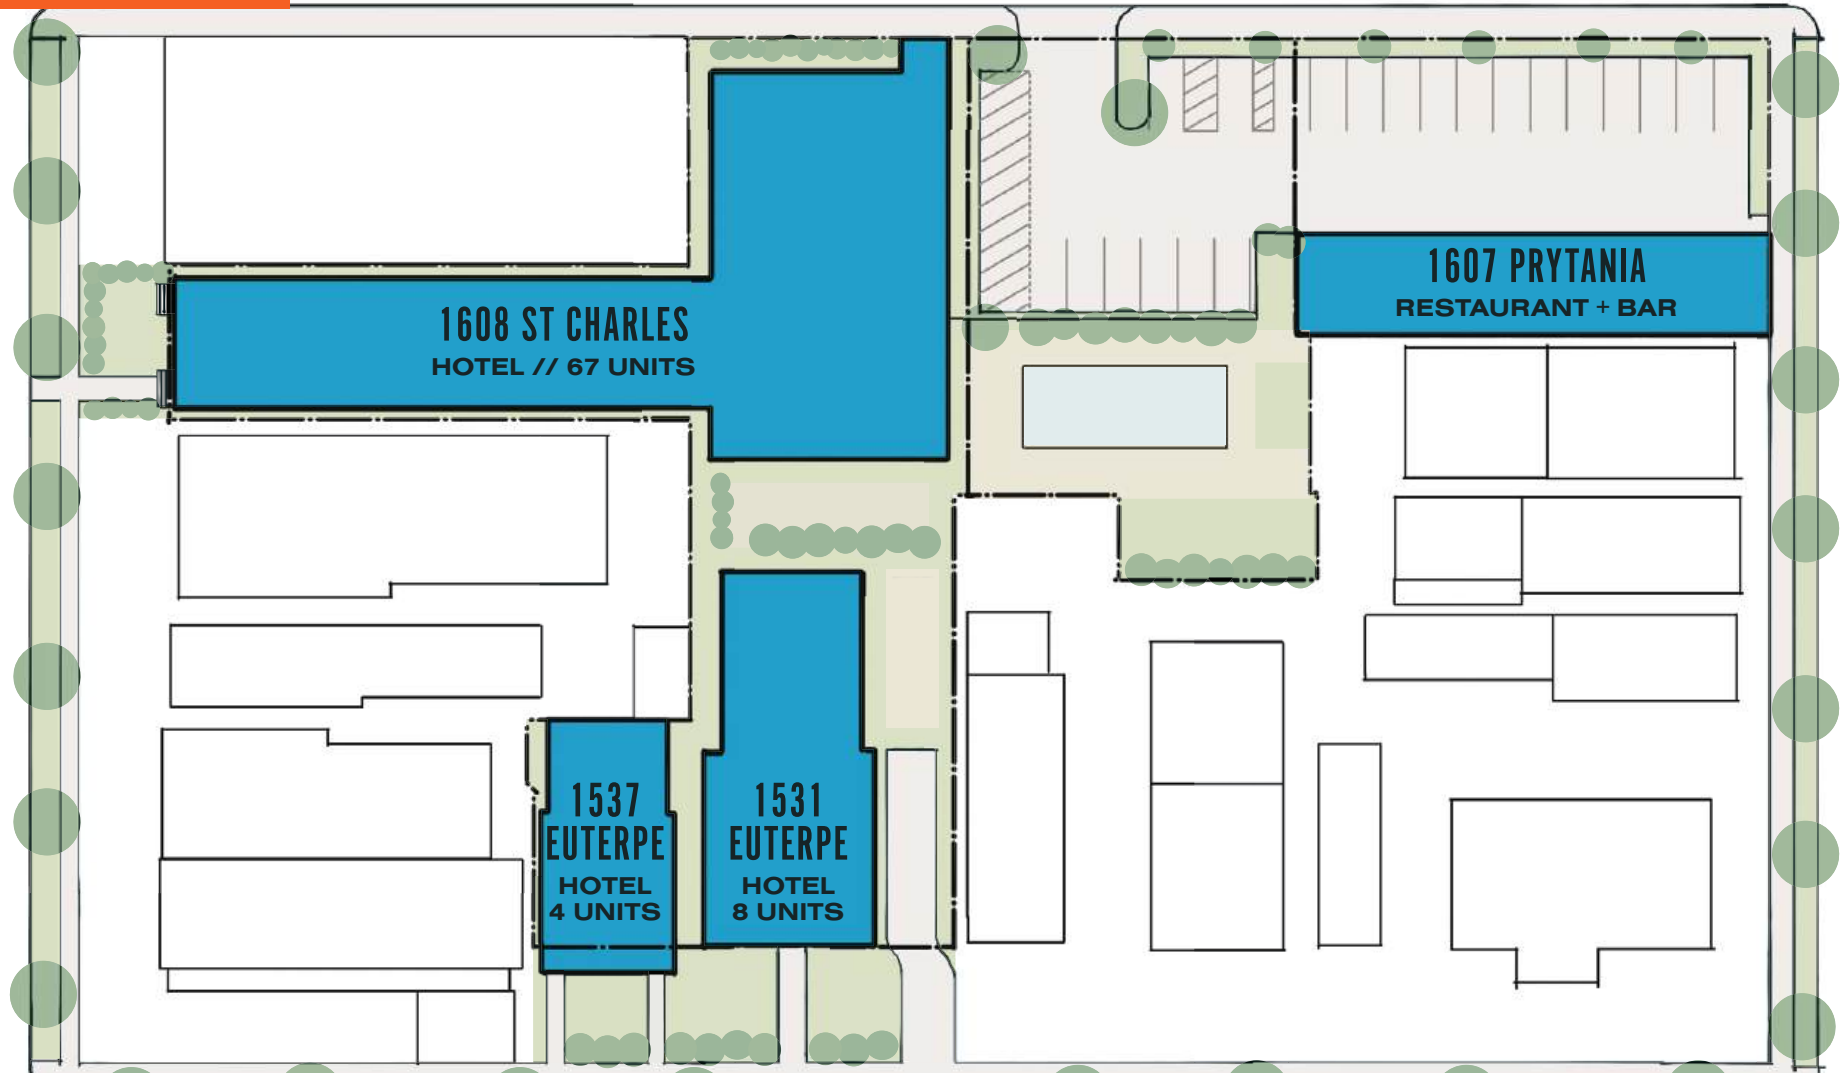 1608 ST CHARLES
HOTEL // 67 UNITS
1607 PRYTANIA
RESTAURANT + BAR
1537
EUTERPE
HOTEL
4 UNITS
1531
EUTERPE
HOTEL
8 UNITS